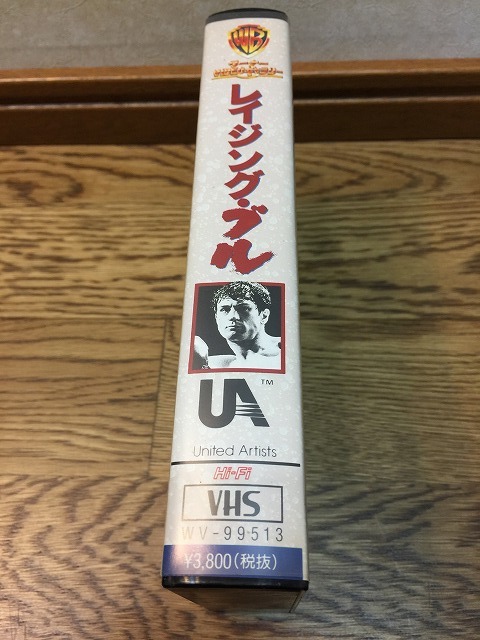 WB
レイジング・ブル
UA™
United Artists
Hi-Fi
VHS
WV-99513
¥3,800(税抜)